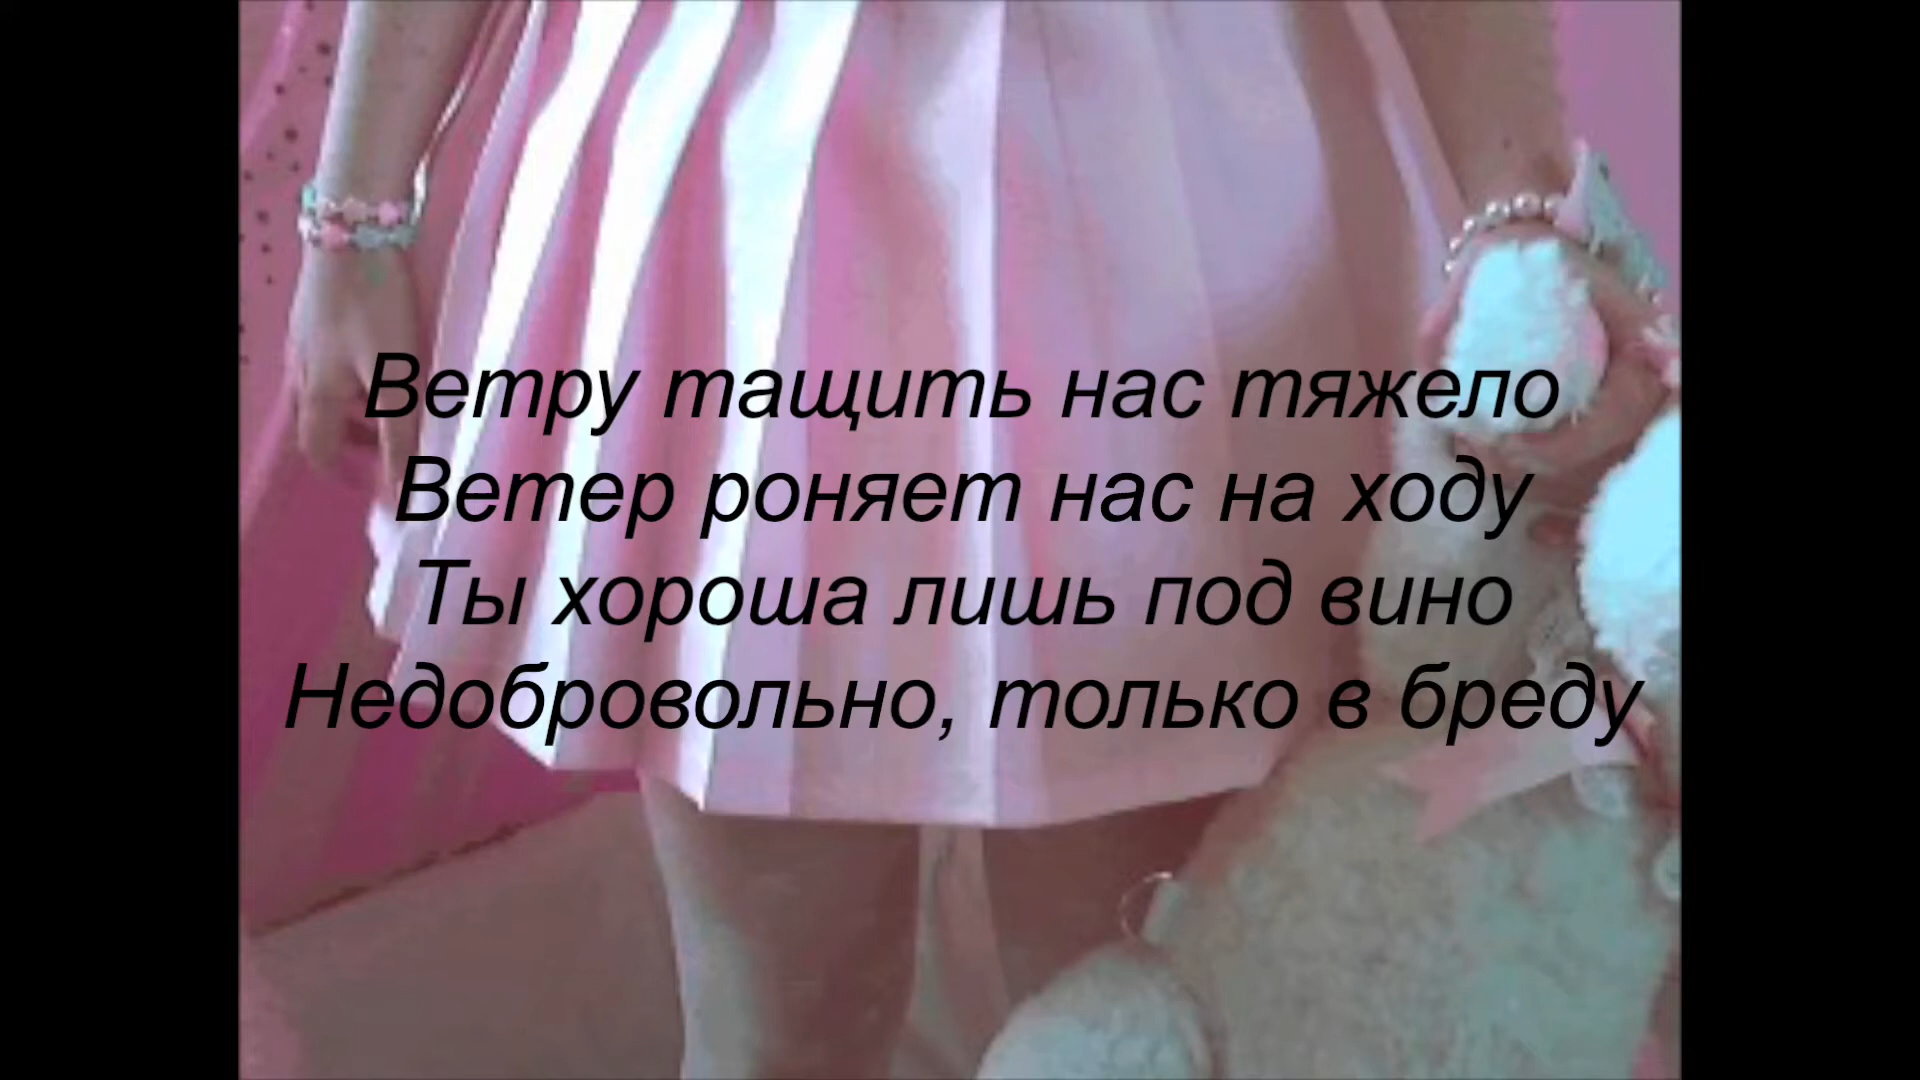 Ветру тащить нас тяжело
Ветер роняет нас на ходу
Ты хороша лишь под вино
Недобровольно, только в бреду